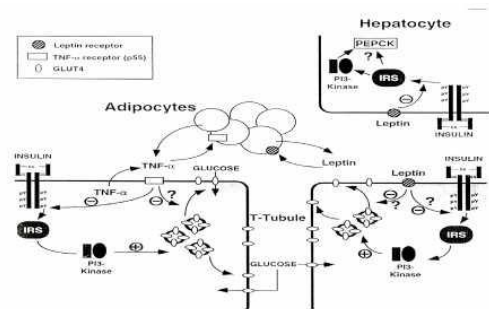 Hepatocyte
Leptin receptor
TNF-α receptor (p55)
GLUT4
PEPCK
?
PI3-
Kinase
IRS
Leptin
Adipocytes
INSULIN
TNF-α
TNF-α
GLUCOSE
Leptin
Leptin
INSULIN
INSULIN
?
?
?
T-Tubule
IRS
PI3-
Kinase
GLUCOSE
PI3-
Kinase
IRS